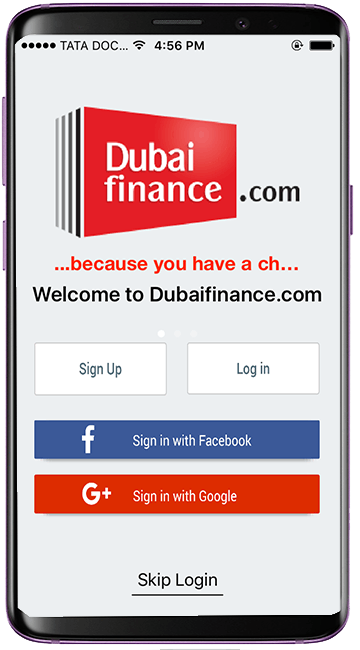 TATA DOC... 4:56 PM
Dubai
finance.com
...because you have a ch...
Welcome to Dubaifinance.com
Sign Up Log in
f Sign in with Facebook
G+ Sign in with Google
Skip Login